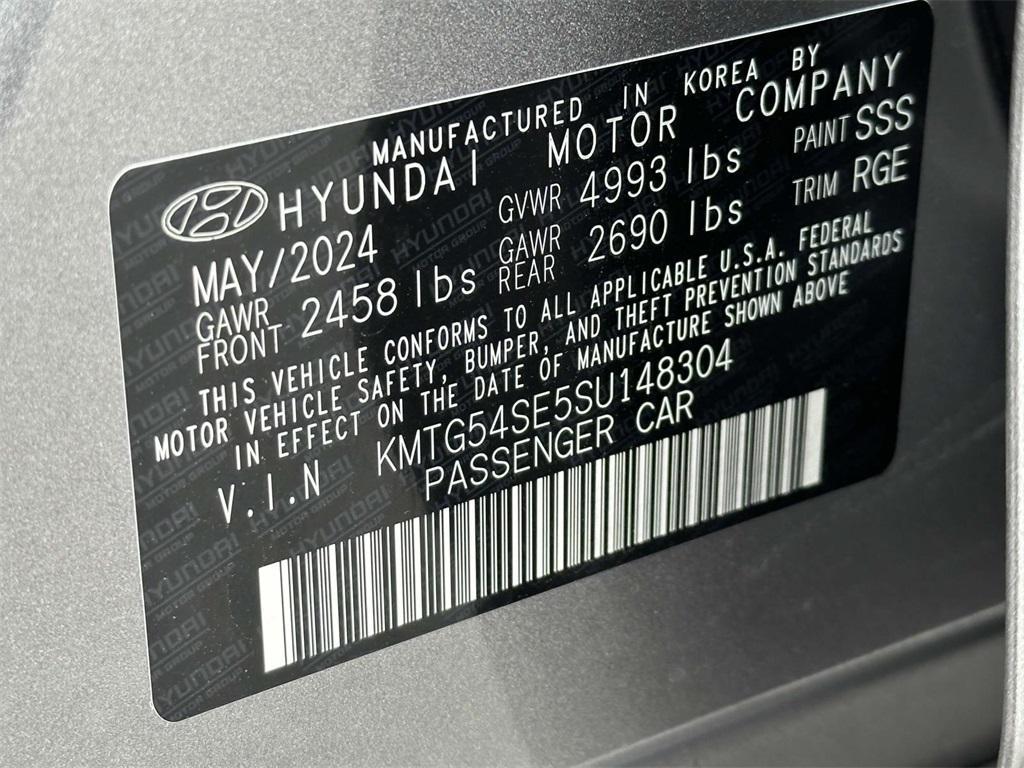 MANUFACTURED IN KOREA BY
HYUNDAI MOTOR COMPANY
MAY/2024 GVWR 4993 lbs PAINT SSS
GAWR FRONT 2458 lbs GAWR REAR 2690 lbs TRIM RGE
THIS VEHICLE CONFORMS TO ALL APPLICABLE U.S.A. FEDERAL
MOTOR VEHICLE SAFETY, BUMPER, AND THEFT PREVENTION STANDARDS
IN EFFECT ON THE DATE OF MANUFACTURE SHOWN ABOVE
V.I.N KMTG54SE5SU148304
PASSENGER CAR
HYUNDAI
MOTOR GROUP